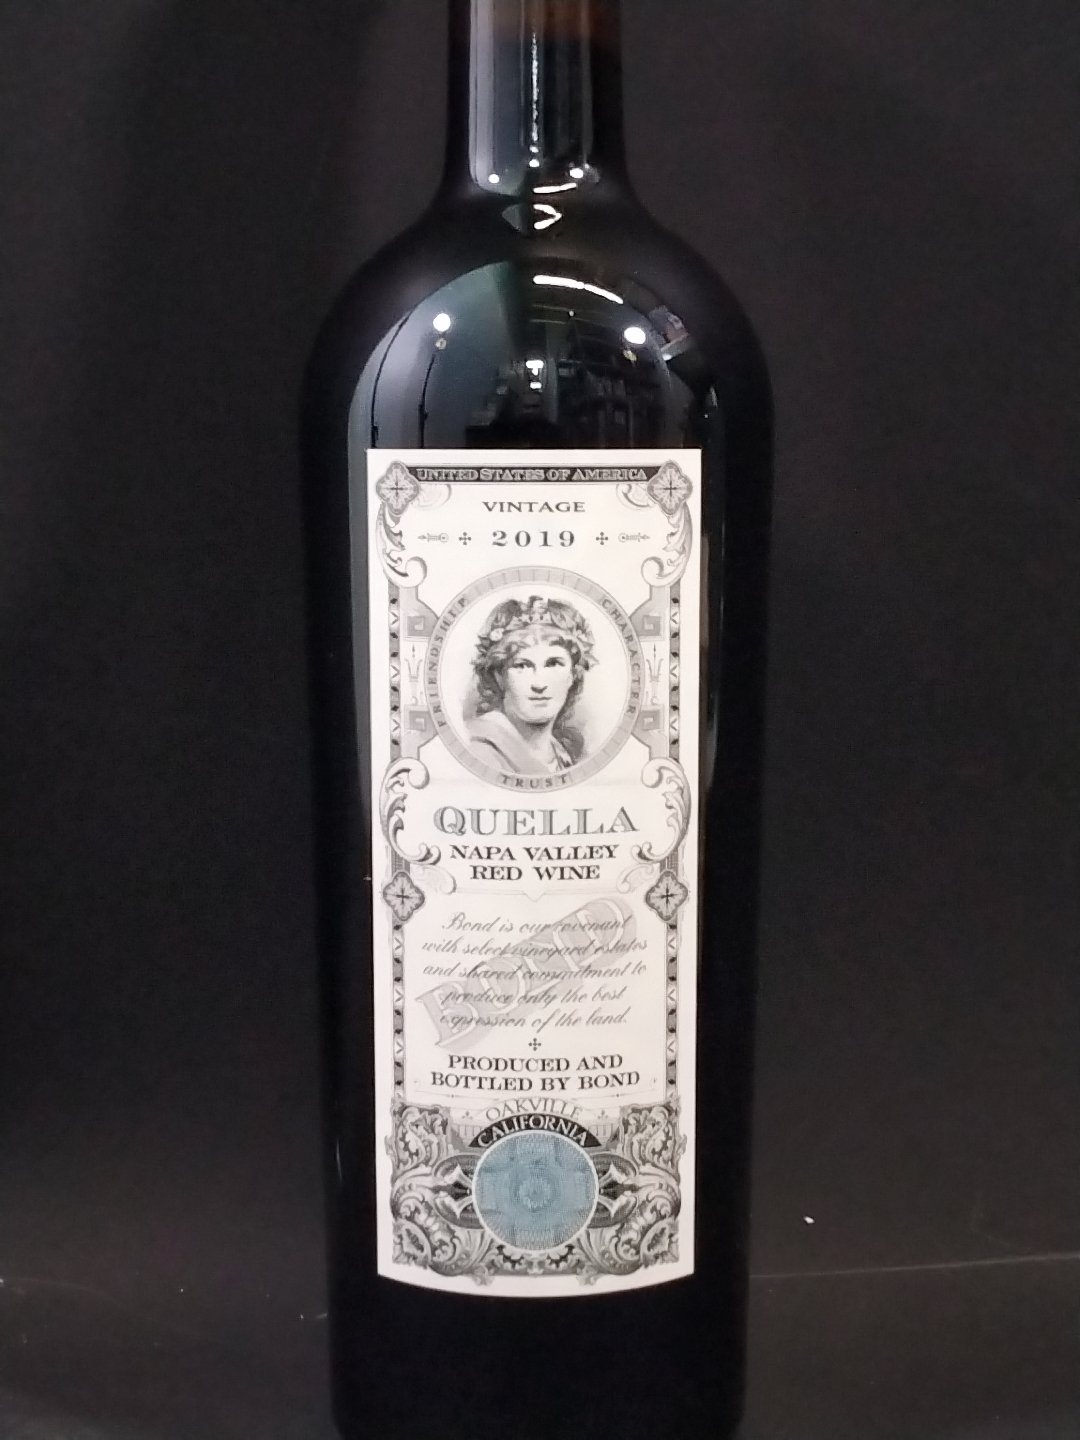 UNITED STATES OF AMERICA
VINTAGE
2019
FRIENDSHIP
CHARACTER
TRUST
QUELLA
NAPA VALLEY
RED WINE
BOND
Bond is our covenant
with select vineyard estates
and shared commitment to
produce only the best
expression of the land.
PRODUCED AND
BOTTLED BY BOND
OAKVILLE
CALIFORNIA